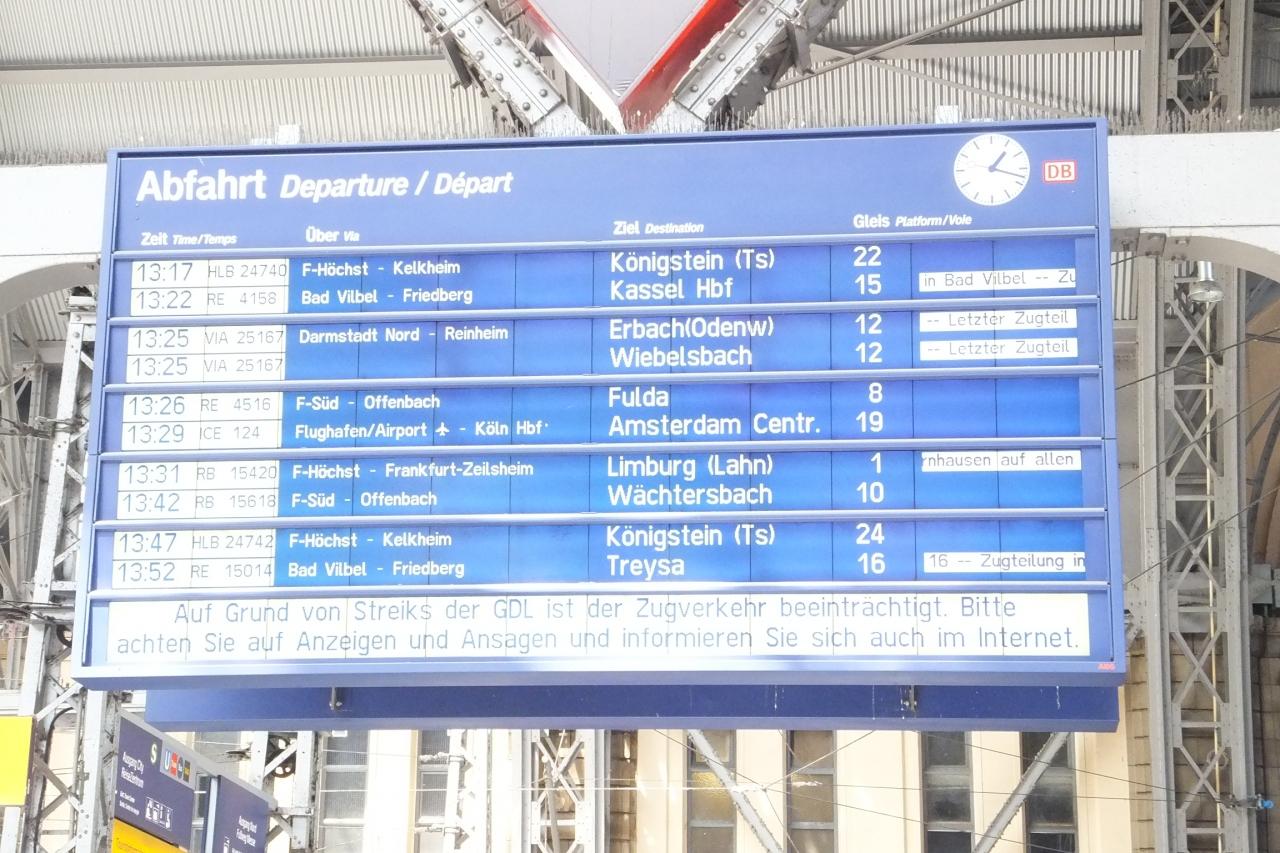 Abfahrt Departure / Départ
DB
Zeit Time/Temps Über Via Ziel Destination Gleis Platform/Voie
13:17 HLB 24740 F-Höchst - Kelkheim Königstein (Ts) 22
13:22 RE 4158 Bad Vilbel - Friedberg Kassel Hbf 15 in Bad Vilbel -- Zu
13:25 VIA 25167 Darmstadt Nord - Reinheim Erbach(Odenw) 12 -- Letzter Zugteil
13:25 VIA 25167 Wiebelsbach 12 -- Letzter Zugteil
13:26 RE 4516 F-Süd - Offenbach Fulda 8
13:29 ICE 124 Flughafen/Airport ✈ - Köln Hbf· Amsterdam Centr. 19
13:31 RB 15420 F-Höchst - Frankfurt-Zeilsheim Limburg (Lahn) 1 rnhausen auf allen
13:42 RB 15618 F-Süd - Offenbach Wächtersbach 10
13:47 HLB 24742 F-Höchst - Kelkheim Königstein (Ts) 24
13:52 RE 15014 Bad Vilbel - Friedberg Treysa 16 16 -- Zugteilung in
Auf Grund von Streiks der GDL ist der Zugverkehr beeinträchtigt. Bitte
achten Sie auf Anzeigen und Ansagen und informieren Sie sich auch im Internet.
S U
Ausgang City